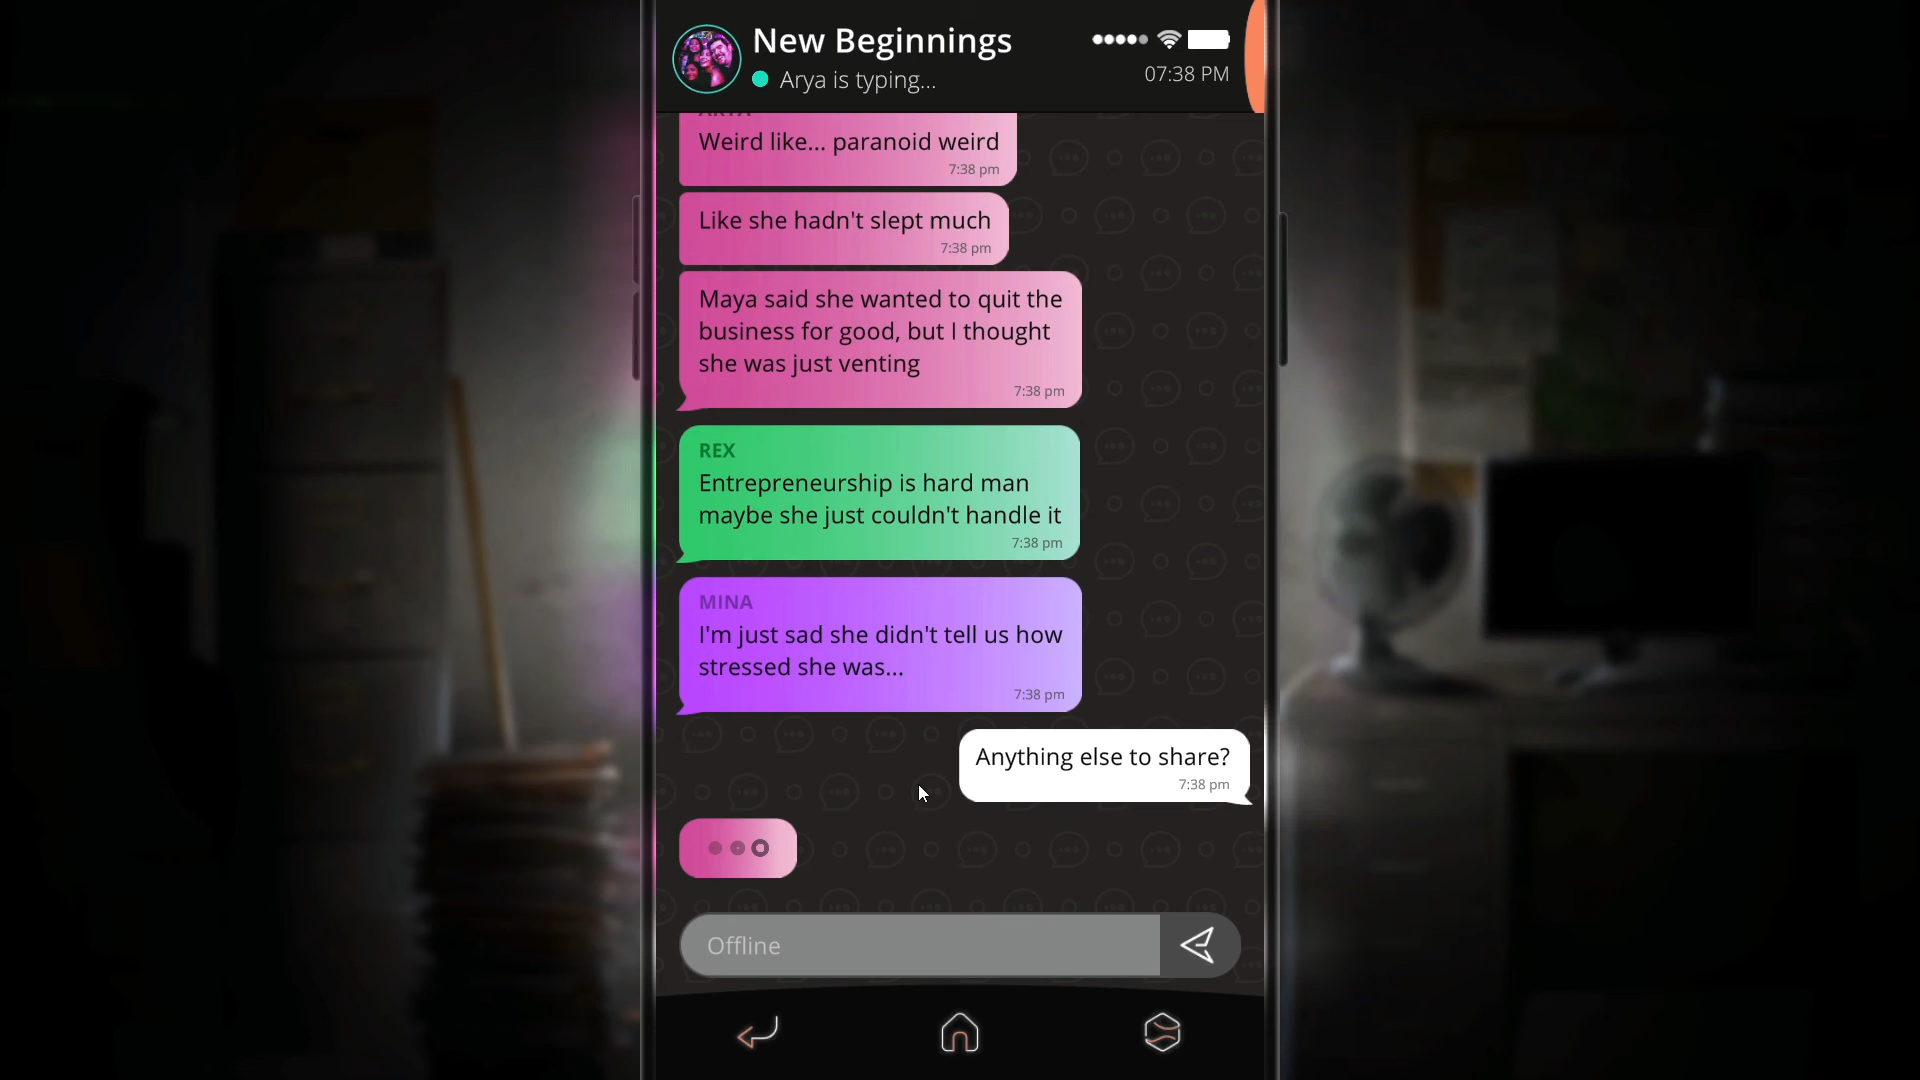 New Beginnings
Arya is typing...
07:38 PM
ARYA
Weird like... paranoid weird
7:38 pm
Like she hadn't slept much
7:38 pm
Maya said she wanted to quit the
business for good, but I thought
she was just venting
7:38 pm
REX
Entrepreneurship is hard man
maybe she just couldn't handle it
7:38 pm
MINA
I'm just sad she didn't tell us how
stressed she was...
7:38 pm
Anything else to share?
7:38 pm
Offline